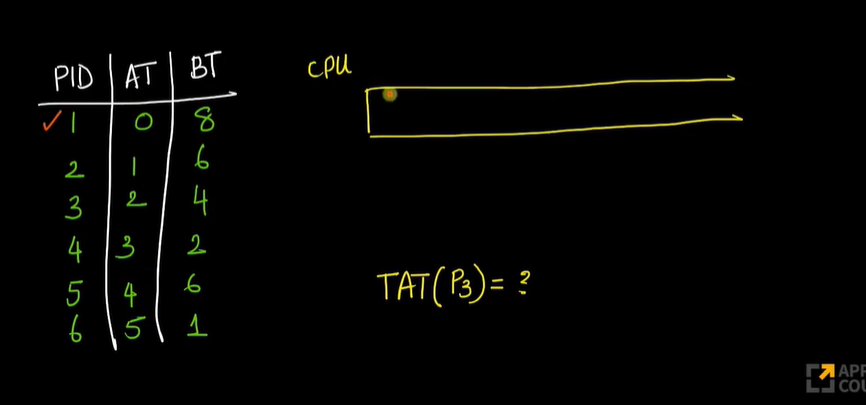 PID AT BT
CPU
✓ 1 0 8
2 1 6
3 2 4
4 3 2
5 4 6
6 5 1
TAT(P3) = ?